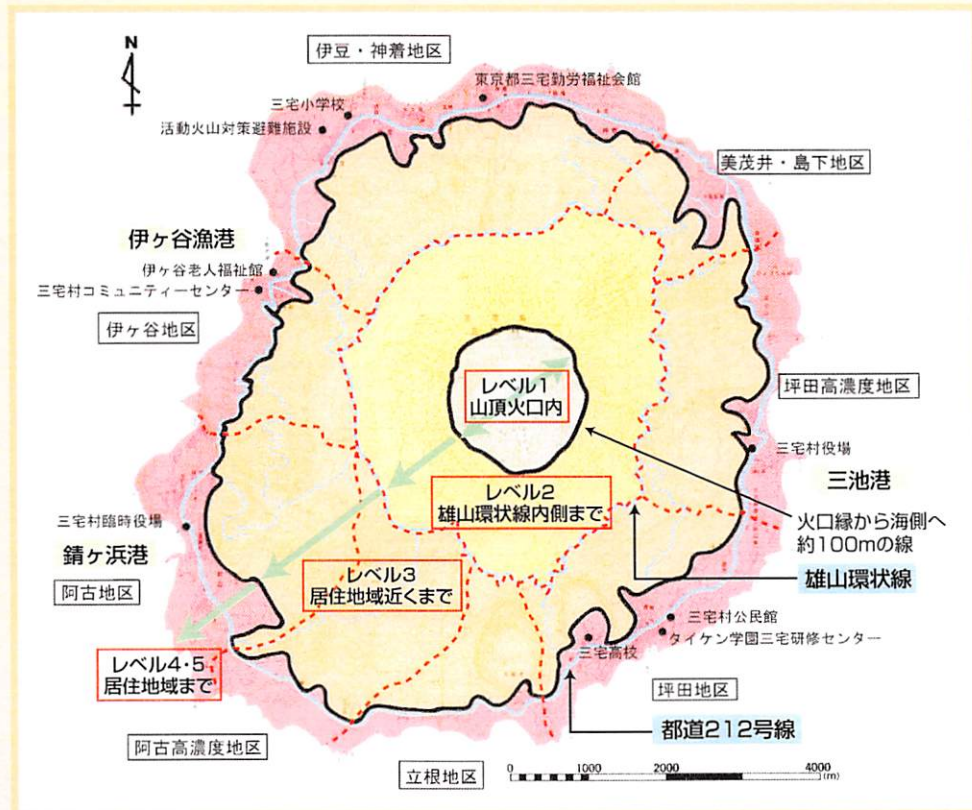 N
伊豆・神着地区
東京都三宅勤労福祉会館
三宅小学校
活動火山対策避難施設
美茂井・島下地区
伊ヶ谷漁港
伊ヶ谷老人福祉館
三宅村コミュニティーセンター
伊ヶ谷地区
レベル1
山頂火口内
坪田高濃度地区
三宅村役場
三池港
レベル2
雄山環状線内側まで
火口縁から海側へ
約100mの線
三宅村臨時役場
錆ヶ浜港
阿古地区
レベル3
居住地域近くまで
雄山環状線
三宅村公民館
タイケン学園三宅研修センター
三宅高校
レベル4・5
居住地域まで
坪田地区
都道212号線
阿古高濃度地区
立根地区
0 1000 2000 4000
(m)